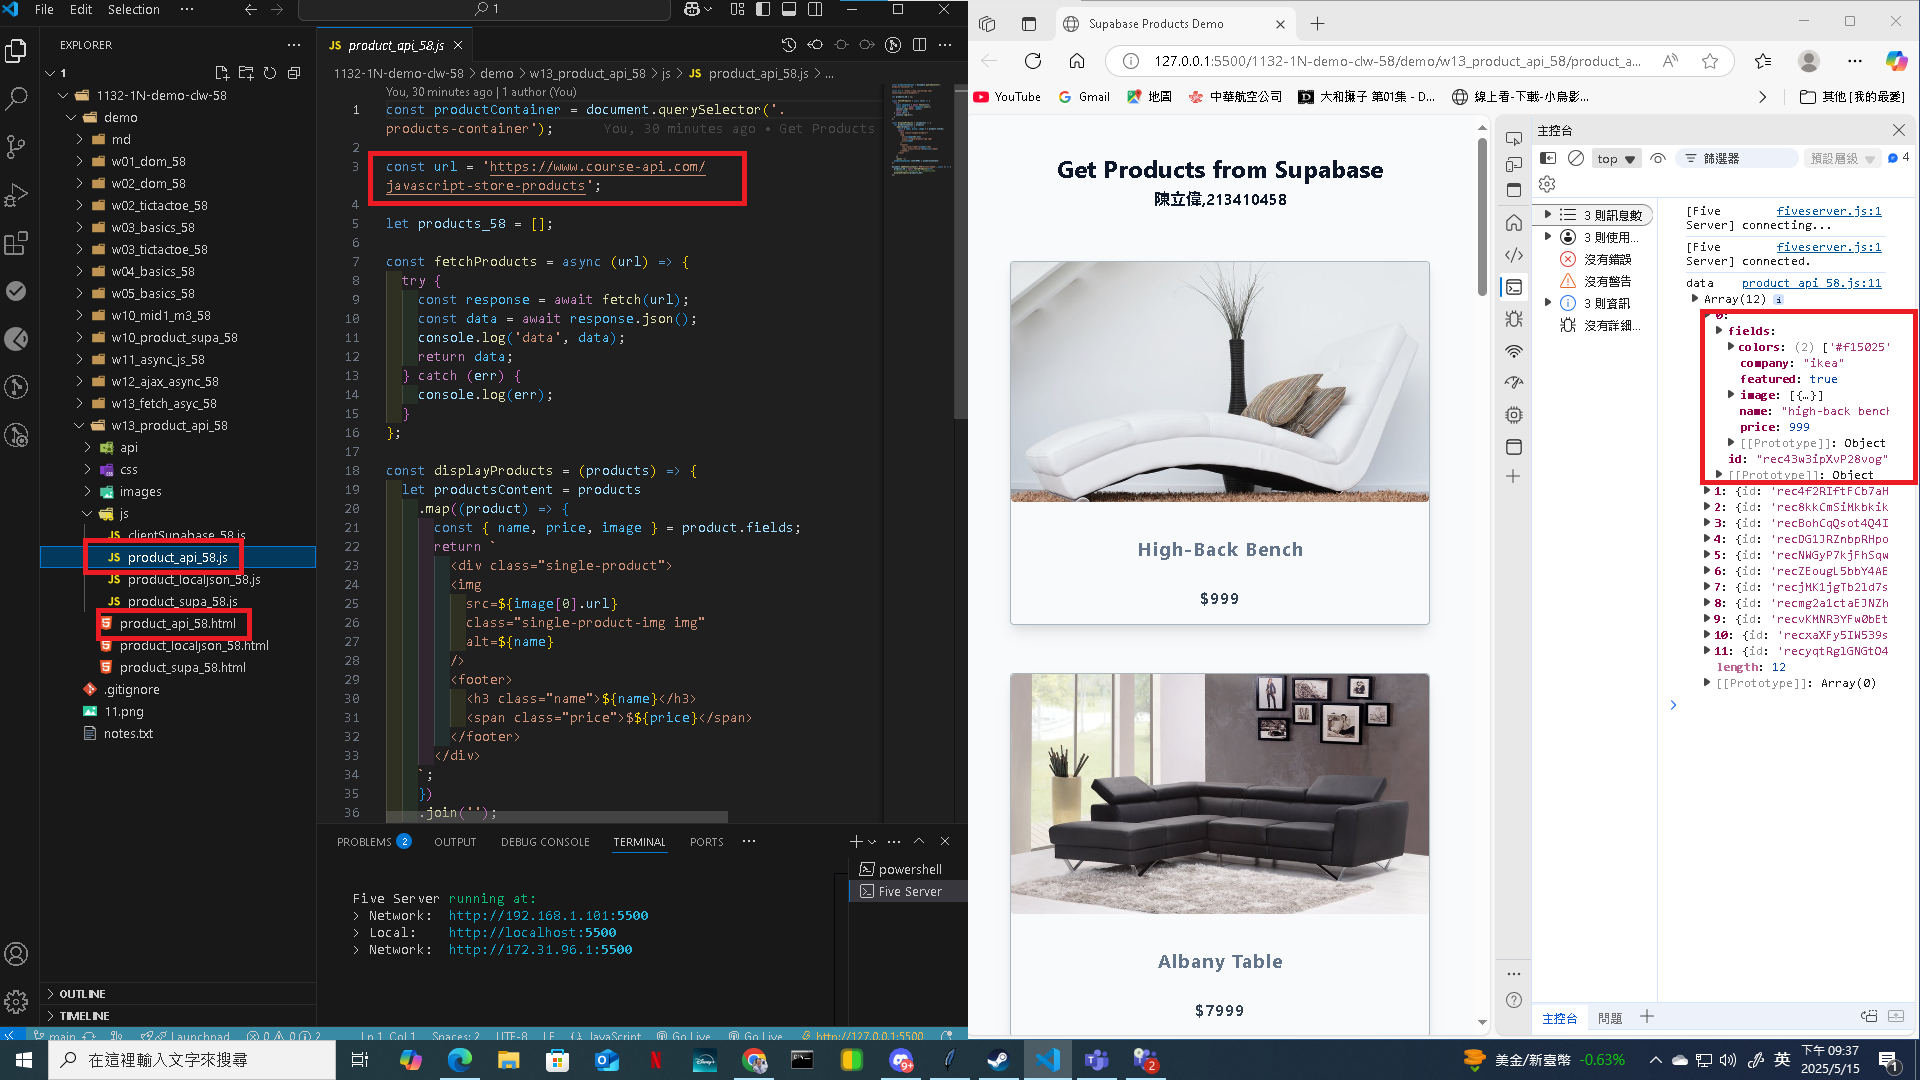 File Edit Selection ··· 1
EXPLORER
1
1132-1N-demo-clw-58
demo
md
w01_dom_58
w02_dom_58
w02_tictactoe_58
w03_basics_58
w03_tictactoe_58
w04_basics_58
w05_basics_58
w10_mid1_m3_58
w10_product_supa_58
w11_async_js_58
w12_ajax_async_58
w13_fetch_asyc_58
w13_product_api_58
api
css
images
js
JS clientSupabase_58.js
JS product_api_58.js
JS product_localjson_58.js
JS product_supa_58.js
product_api_58.html
product_localjson_58.html
product_supa_58.html
.gitignore
11.png
notes.txt
OUTLINE
TIMELINE
JS product_api_58.js
1132-1N-demo-clw-58 > demo > w13_product_api_58 > js > JS product_api_58.js > ...
You, 30 minutes ago | 1 author (You)
1 const productContainer = document.querySelector('.
products-container'); You, 30 minutes ago • Get Products
2
3 const url = 'https://www.course-api.com/
javascript-store-products';
4
5 let products_58 = [];
6
7 const fetchProducts = async (url) => {
8 try {
9 const response = await fetch(url);
10 const data = await response.json();
11 console.log('data', data);
12 return data;
13 } catch (err) {
14 console.log(err);
15 }
16 };
17
18 const displayProducts = (products) => {
19 let productsContent = products
20 .map((product) => {
21 const { name, price, image } = product.fields;
22 return `
23 <div class="single-product">
24 <img
25 src=${image[0].url}
26 class="single-product-img img"
27 alt=${name}
28 />
29 <footer>
30 <h3 class="name">${name}</h3>
31 <span class="price">$${price}</span>
32 </footer>
33 </div>
34 `;
35 })
36 .join('');
PROBLEMS 2 OUTPUT DEBUG CONSOLE TERMINAL PORTS ···
powershell
Five Server
Five Server running at:
> Network: http://192.168.1.101:5500
> Local: http://localhost:5500
> Network: http://172.31.96.1:5500
main Launchpad 0 0 2 Ln 1, Col 1 Spaces: 2 UTF-8 LF {} JavaScript Go Live Go Live http://127.0.0.1:5500
Supabase Products Demo
127.0.0.1:5500/1132-1N-demo-clw-58/demo/w13_product_api_58/product_a...
YouTube Gmail 地圖 中華航空公司 大和撫子 第01集 - D... 線上看-下載-小鳥影... 其他 [我的最愛]
Get Products from Supabase
陳立偉,213410458
High-Back Bench
$999
Albany Table
$7999
主控台
top 篩選器 預設層級 4
3 則訊息數
3 則使用...
沒有錯誤
沒有警告
3 則資訊
沒有詳細...
[Five fiveserver.js:1
Server] connecting...
[Five fiveserver.js:1
Server] connected.
data product_api_58.js:11
Array(12) i
0:
fields:
colors: (2) ['#f15025'
company: "ikea"
featured: true
image: [{…}]
name: "high-back bench
price: 999
[[Prototype]]: Object
id: "rec43w3ipXvP28vog"
[[Prototype]]: Object
1: {id: 'rec4f2RIftFCb7aH
2: {id: 'rec8kkCmSiMkbkik
3: {id: 'recBohCqQsot4Q4I
4: {id: 'recDG1JRZnbpRHpo
5: {id: 'recNWGyP7kjFhSqw
6: {id: 'recZEougL5bbY4AE
7: {id: 'recjMK1jgTb2ld7s
8: {id: 'recmg2a1ctaEJNZh
9: {id: 'recvKMNR3YFw0bEt
10: {id: 'recxaXFy5IW539s
11: {id: 'recyqtRglGNGtO4
length: 12
[[Prototype]]: Array(0)
主控台 問題
在這裡輸入文字來搜尋
美金/新臺幣 -0.63% 英 下午 09:37
2025/5/15